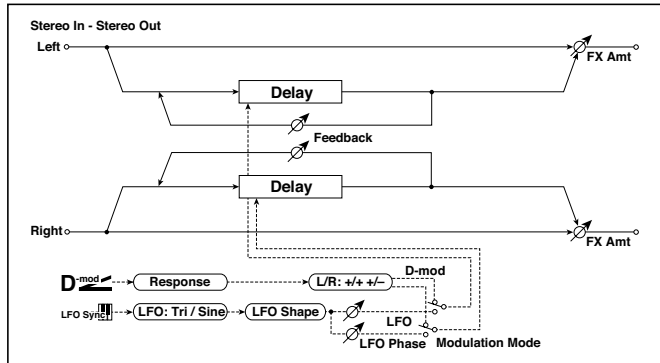 Stereo In - Stereo Out
Left
FX Amt
Delay
Feedback
Delay
Right
FX Amt
D-mod
D-mod
Response
L/R: +/+ +/–
LFO Sync
LFO: Tri / Sine
LFO Shape
LFO
LFO Phase
Modulation Mode